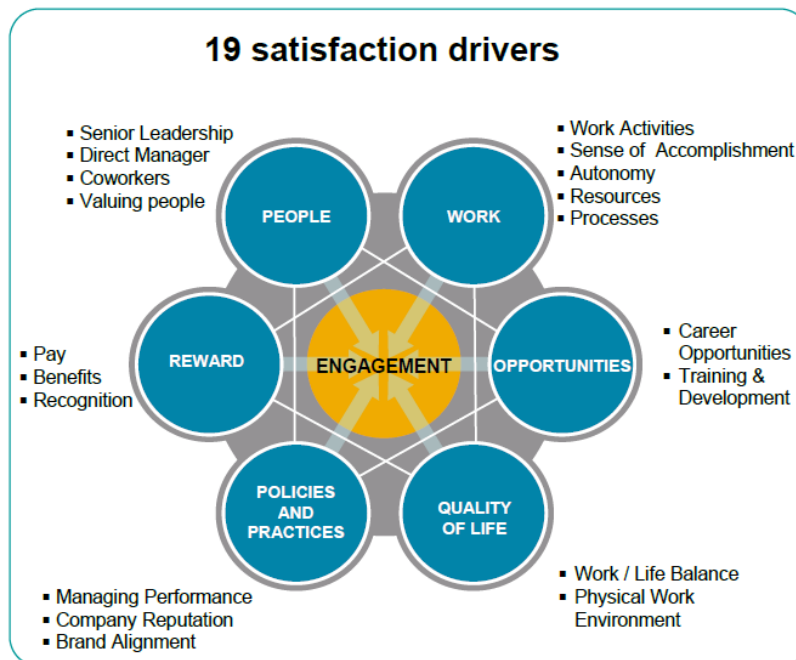 19 satisfaction drivers
▪ Senior Leadership
▪ Direct Manager
▪ Coworkers
▪ Valuing people
▪ Work Activities
▪ Sense of Accomplishment
▪ Autonomy
▪ Resources
▪ Processes
PEOPLE
WORK
▪ Pay
▪ Benefits
▪ Recognition
REWARD
ENGAGEMENT
OPPORTUNITIES
▪ Career
Opportunities
▪ Training &
Development
POLICIES
AND
PRACTICES
QUALITY
OF LIFE
▪ Managing Performance
▪ Company Reputation
▪ Brand Alignment
▪ Work / Life Balance
▪ Physical Work
Environment